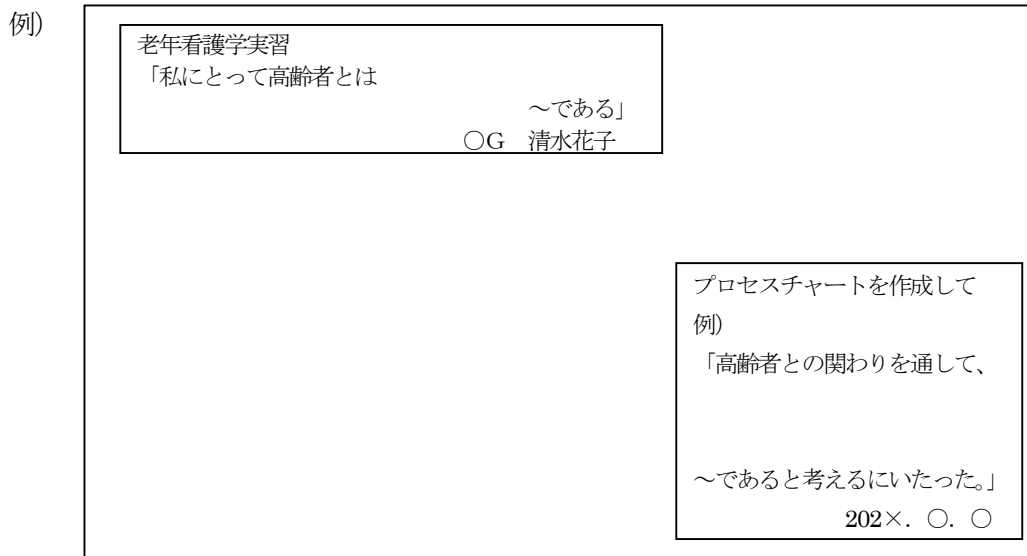 例)
老年看護学実習
「私にとって高齢者とは
～である」
○G 清水花子
プロセスチャートを作成して
例)
「高齢者との関わりを通して、
～であると考えるにいたった。」
202×. ○. ○